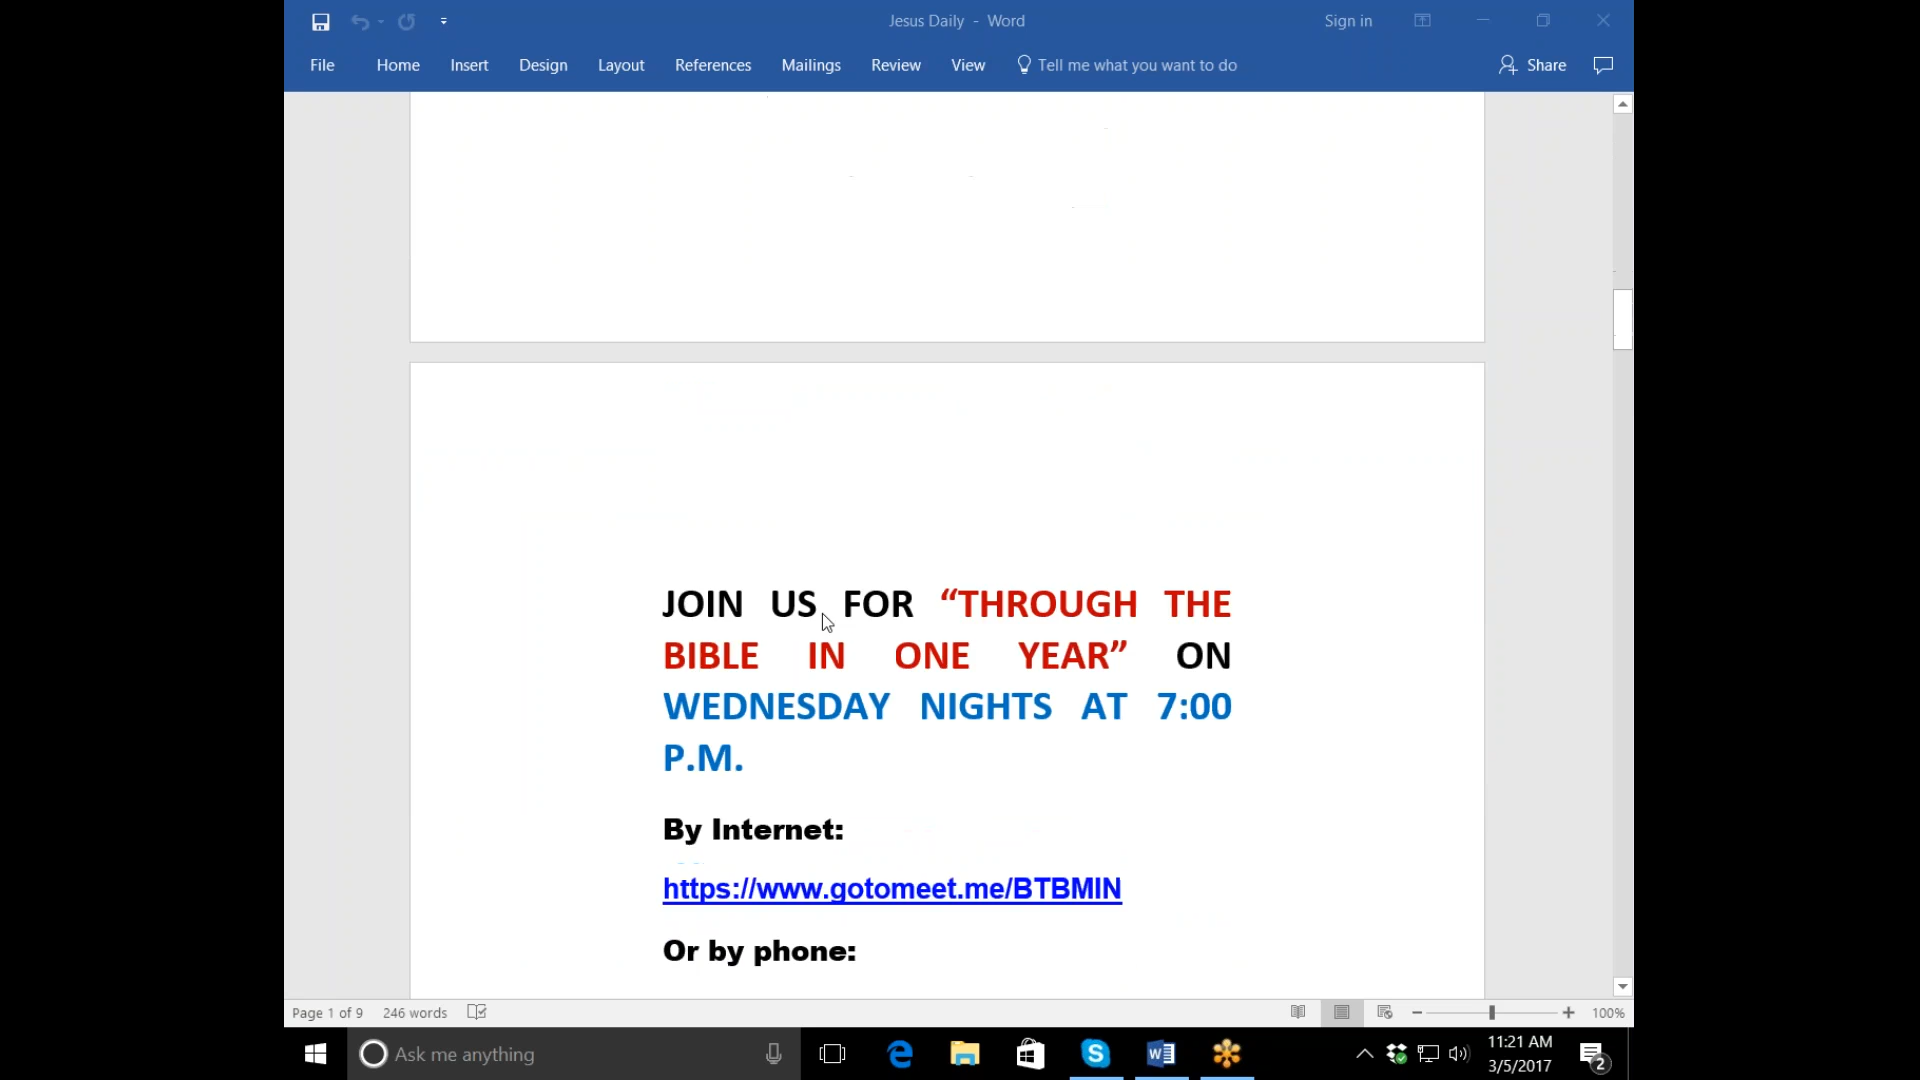 Jesus Daily - Word
Sign in
File Home Insert Design Layout References Mailings Review View Tell me what you want to do Share
JOIN US FOR “THROUGH THE
BIBLE IN ONE YEAR” ON
WEDNESDAY NIGHTS AT 7:00
P.M.
By Internet:
https://www.gotomeet.me/BTBMIN
Or by phone:
Page 1 of 9 246 words
100%
Ask me anything
11:21 AM
3/5/2017
2